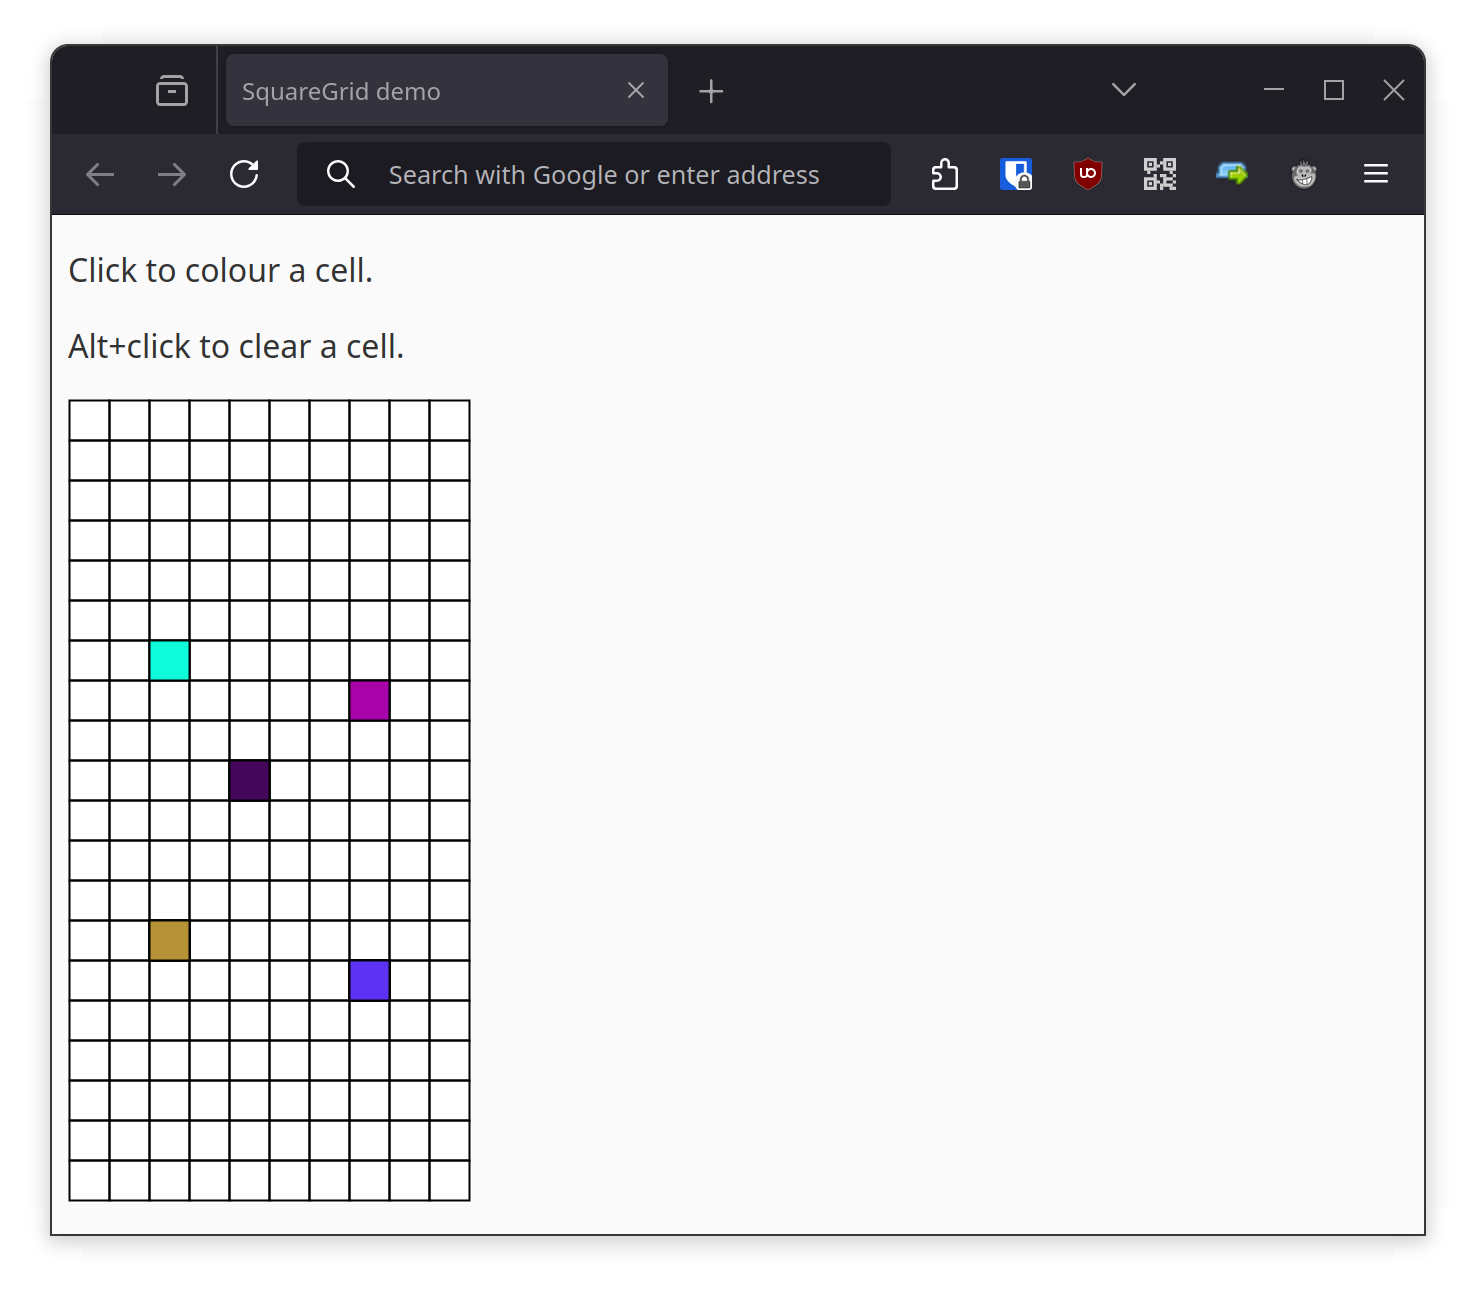 SquareGrid demo
Search with Google or enter address
Click to colour a cell.
Alt+click to clear a cell.